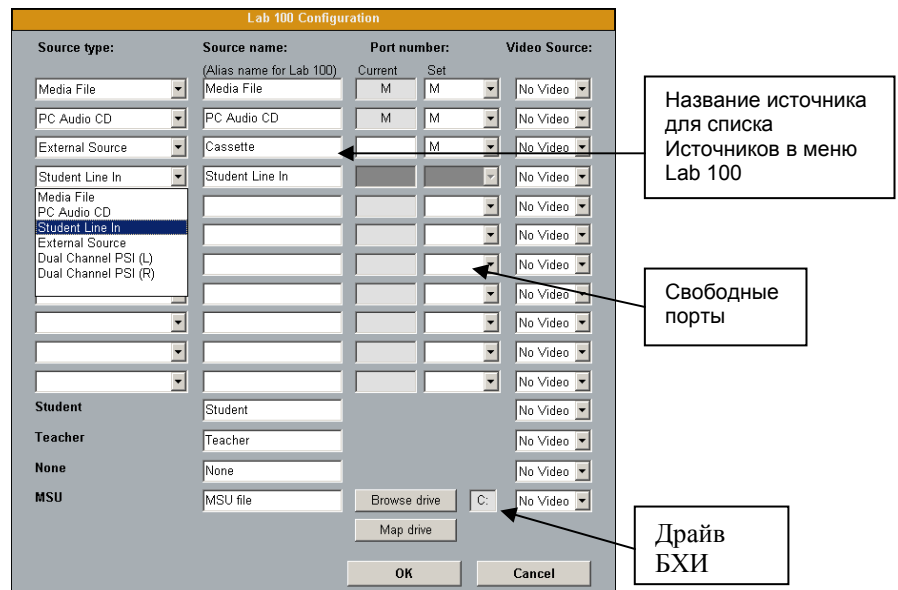 Lab 100 Configuration
Source type: Source name: Port number: Video Source:
(Alias name for Lab 100) Current Set
Media File Media File M M No Video
PC Audio CD PC Audio CD M M No Video
External Source Cassette M No Video
Student Line In Student Line In No Video
Media File
PC Audio CD
Student Line In
External Source
Dual Channel PSI (L)
Dual Channel PSI (R)
No Video
No Video
No Video
No Video
No Video
No Video
No Video
Student Student No Video
Teacher Teacher No Video
None None No Video
MSU MSU file Browse drive C: No Video
Map drive
OK Cancel
Название источника
для списка
Источников в меню
Lab 100
Свободные
порты
Драйв
БХИ